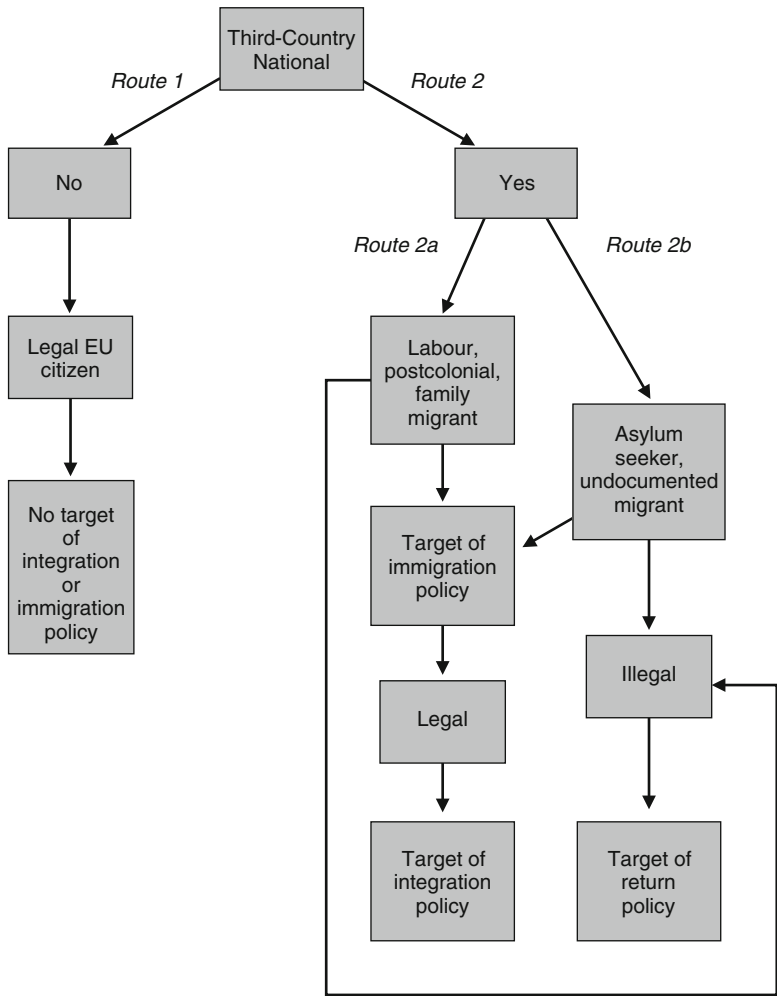 Third-Country
National
Route 1
Route 2
No
Yes
Route 2a
Route 2b
Legal EU
citizen
Labour,
postcolonial,
family
migrant
Asylum
seeker,
undocumented
migrant
No target
of
integration
or
immigration
policy
Target of
immigration
policy
Illegal
Legal
Target of
integration
policy
Target of
return
policy